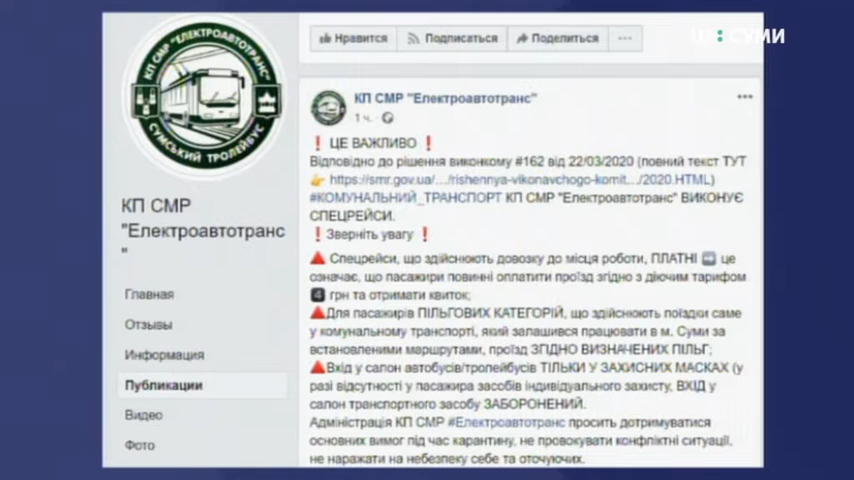 КП СМР "ЕЛЕКТРОАВТОТРАНС"
СУМСЬКИЙ ТРОЛЕЙБУС
КП СМР
"Електроавтотранс
"
Главная
Отзывы
Информация
Публикации
Видео
Фото
Нравится
Подписаться
Поделиться
СУМИ
КП СМР "Електроавтотранс"
1 ч.
❗ ЦЕ ВАЖЛИВО ❗
Відповідно до рішення виконкому #162 від 22/03/2020 (повний текст ТУТ
👉 https://smr.gov.ua/.../rishennya-vikonavchogo-komit.../2020.HTML)
#КОМУНАЛЬНИЙ_ТРАНСПОРТ КП СМР "Електроавтотранс" ВИКОНУЄ
СПЕЦРЕЙСИ.
❗Зверніть увагу ❗
🔺 Спецрейси, що здійснюють довозку до місця роботи, ПЛАТНІ ➡ це
означає, що пасажири повинні оплатити проїзд згідно з діючим тарифом
4 грн та отримати квиток;
🔺Для пасажирів ПІЛЬГОВИХ КАТЕГОРІЙ, що здійснюють поїздки саме
у комунальному транспорті, який залашився працювати в м. Суми за
встановленими маршрутами, проїзд ЗГІДНО ВИЗНАЧЕНИХ ПІЛЬГ;
🔺Вхід у салон автобусів/тролейбусів ТІЛЬКИ У ЗАХИСНИХ МАСКАХ (у
разі відсутності у пасажира засобів індивідуального захисту, ВХІД у
салон транспортного засобу ЗАБОРОНЕНИЙ.
Адміністрація КП СМР #Електроавтотранс просить дотримуватися
основних вимог під час карантину, не провокувати конфліктні ситуації,
не наражати на небезпеку себе та оточуючих.